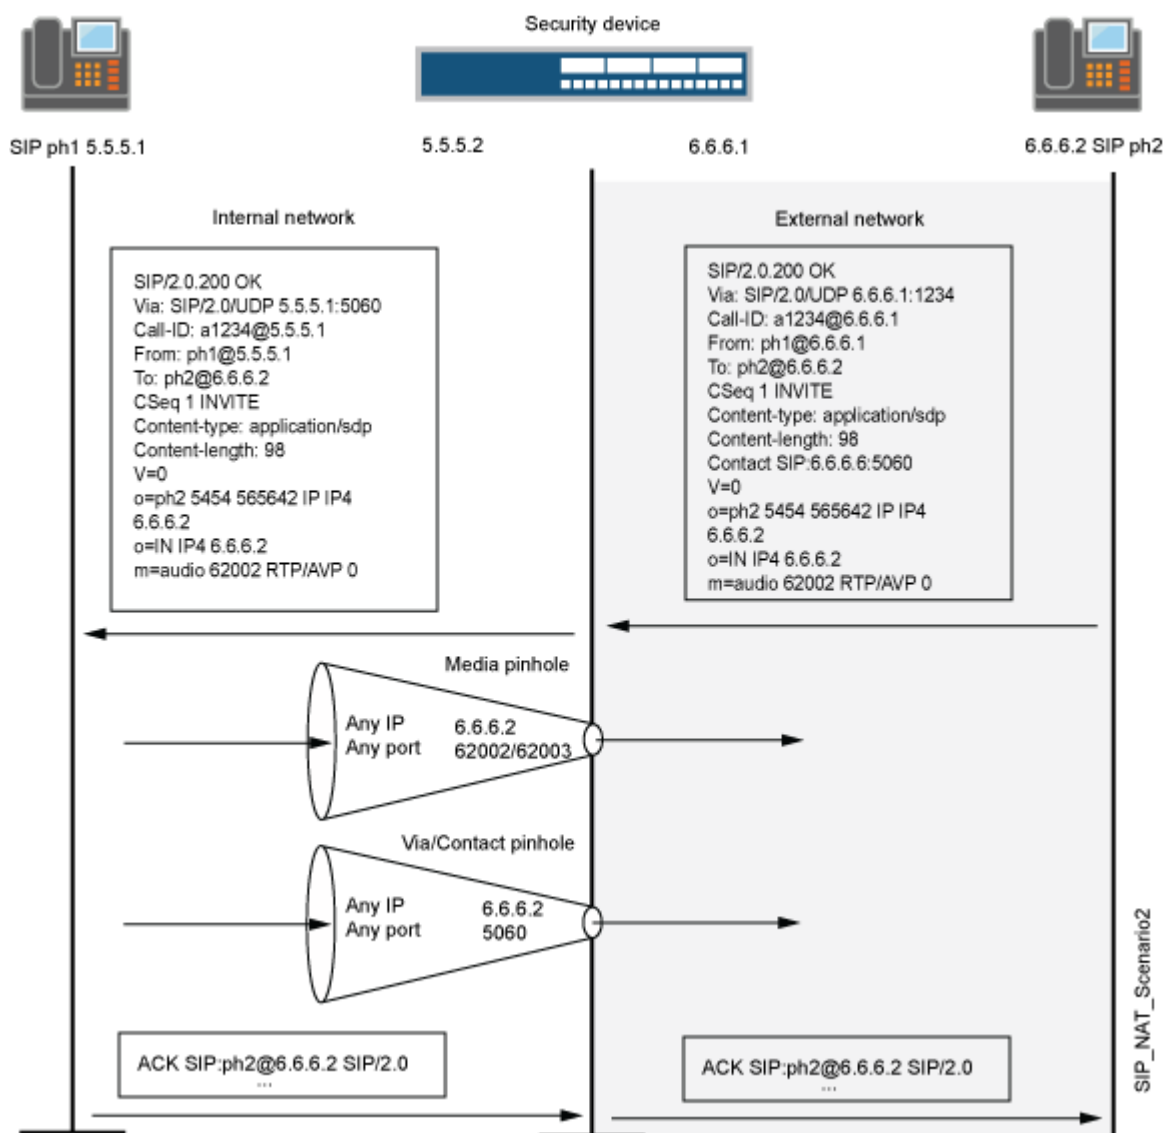 Security device
SIP ph1 5.5.5.1
5.5.5.2
6.6.6.1
6.6.6.2 SIP ph2
Internal network
SIP/2.0.200 OK
Via: SIP/2.0/UDP 5.5.5.1:5060
Call-ID: a1234@5.5.5.1
From: ph1@5.5.5.1
To: ph2@6.6.6.2
CSeq 1 INVITE
Content-type: application/sdp
Content-length: 98
V=0
o=ph2 5454 565642 IP IP4
6.6.6.2
o=IN IP4 6.6.6.2
m=audio 62002 RTP/AVP 0
External network
SIP/2.0.200 OK
Via: SIP/2.0/UDP 6.6.6.1:1234
Call-ID: a1234@6.6.6.1
From: ph1@6.6.6.1
To: ph2@6.6.6.2
CSeq 1 INVITE
Content-type: application/sdp
Content-length: 98
Contact SIP:6.6.6.6:5060
V=0
o=ph2 5454 565642 IP IP4
6.6.6.2
o=IN IP4 6.6.6.2
m=audio 62002 RTP/AVP 0
Media pinhole
Any IP
Any port
6.6.6.2
62002/62003
Via/Contact pinhole
Any IP
Any port
6.6.6.2
5060
ACK SIP:ph2@6.6.6.2 SIP/2.0
...
ACK SIP:ph2@6.6.6.2 SIP/2.0
...
SIP_NAT_Scenario2